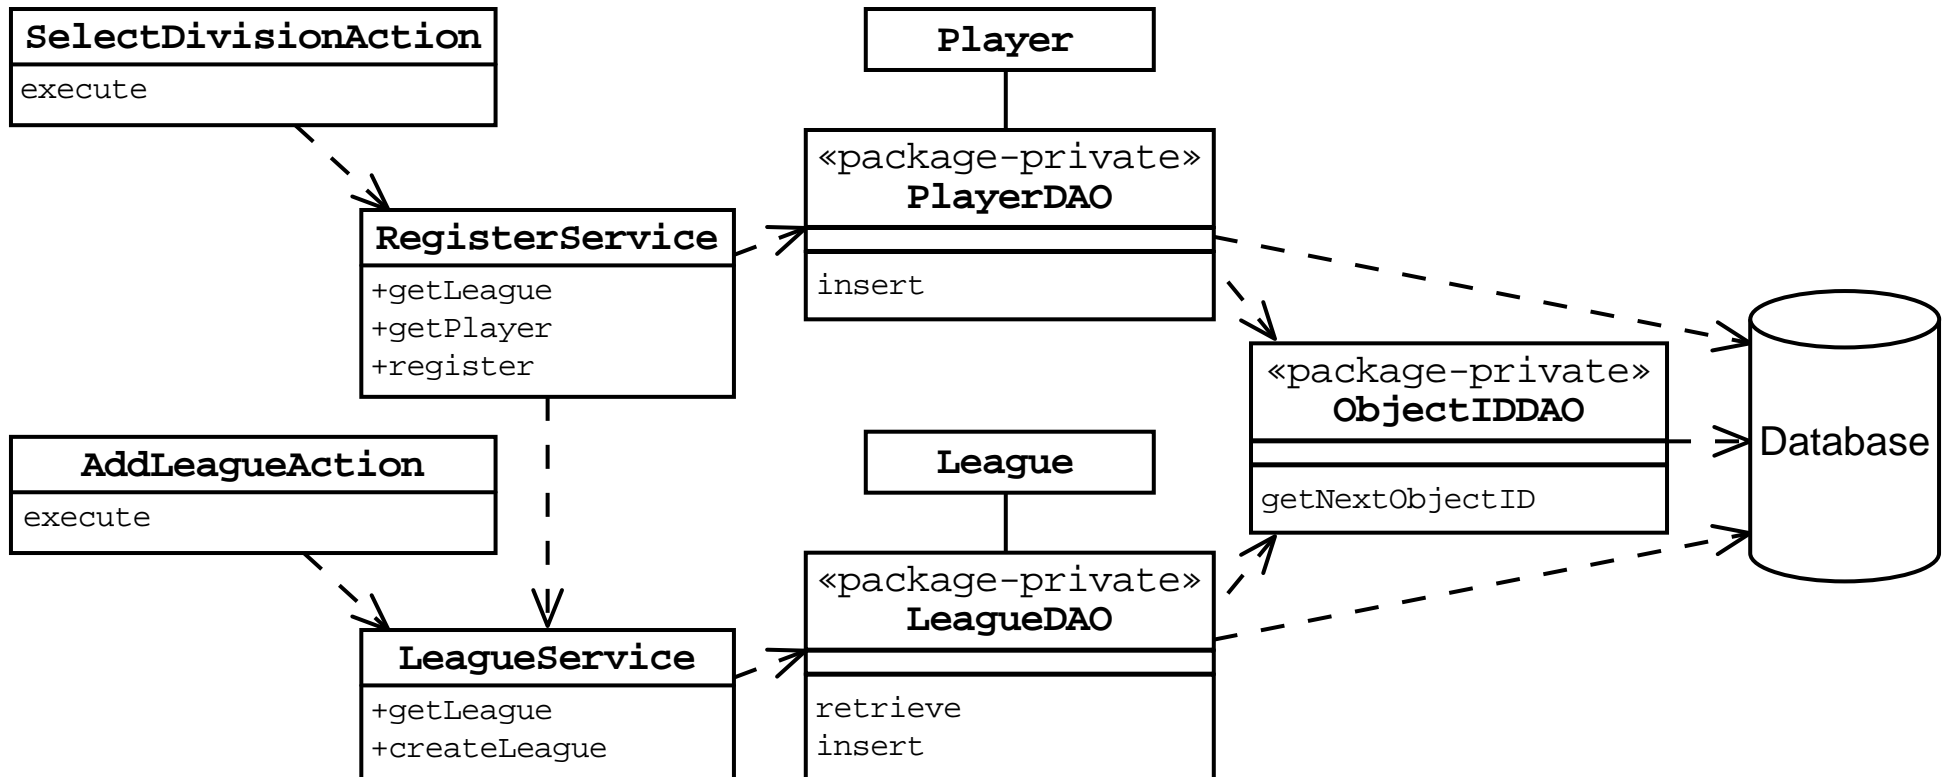 SelectDivisionAction
execute
Player
«package-private»
PlayerDAO
insert
RegisterService
+getLeague
+getPlayer
+register
«package-private»
ObjectIDDAO
getNextObjectID
Database
AddLeagueAction
execute
League
«package-private»
LeagueDAO
retrieve
insert
LeagueService
+getLeague
+createLeague